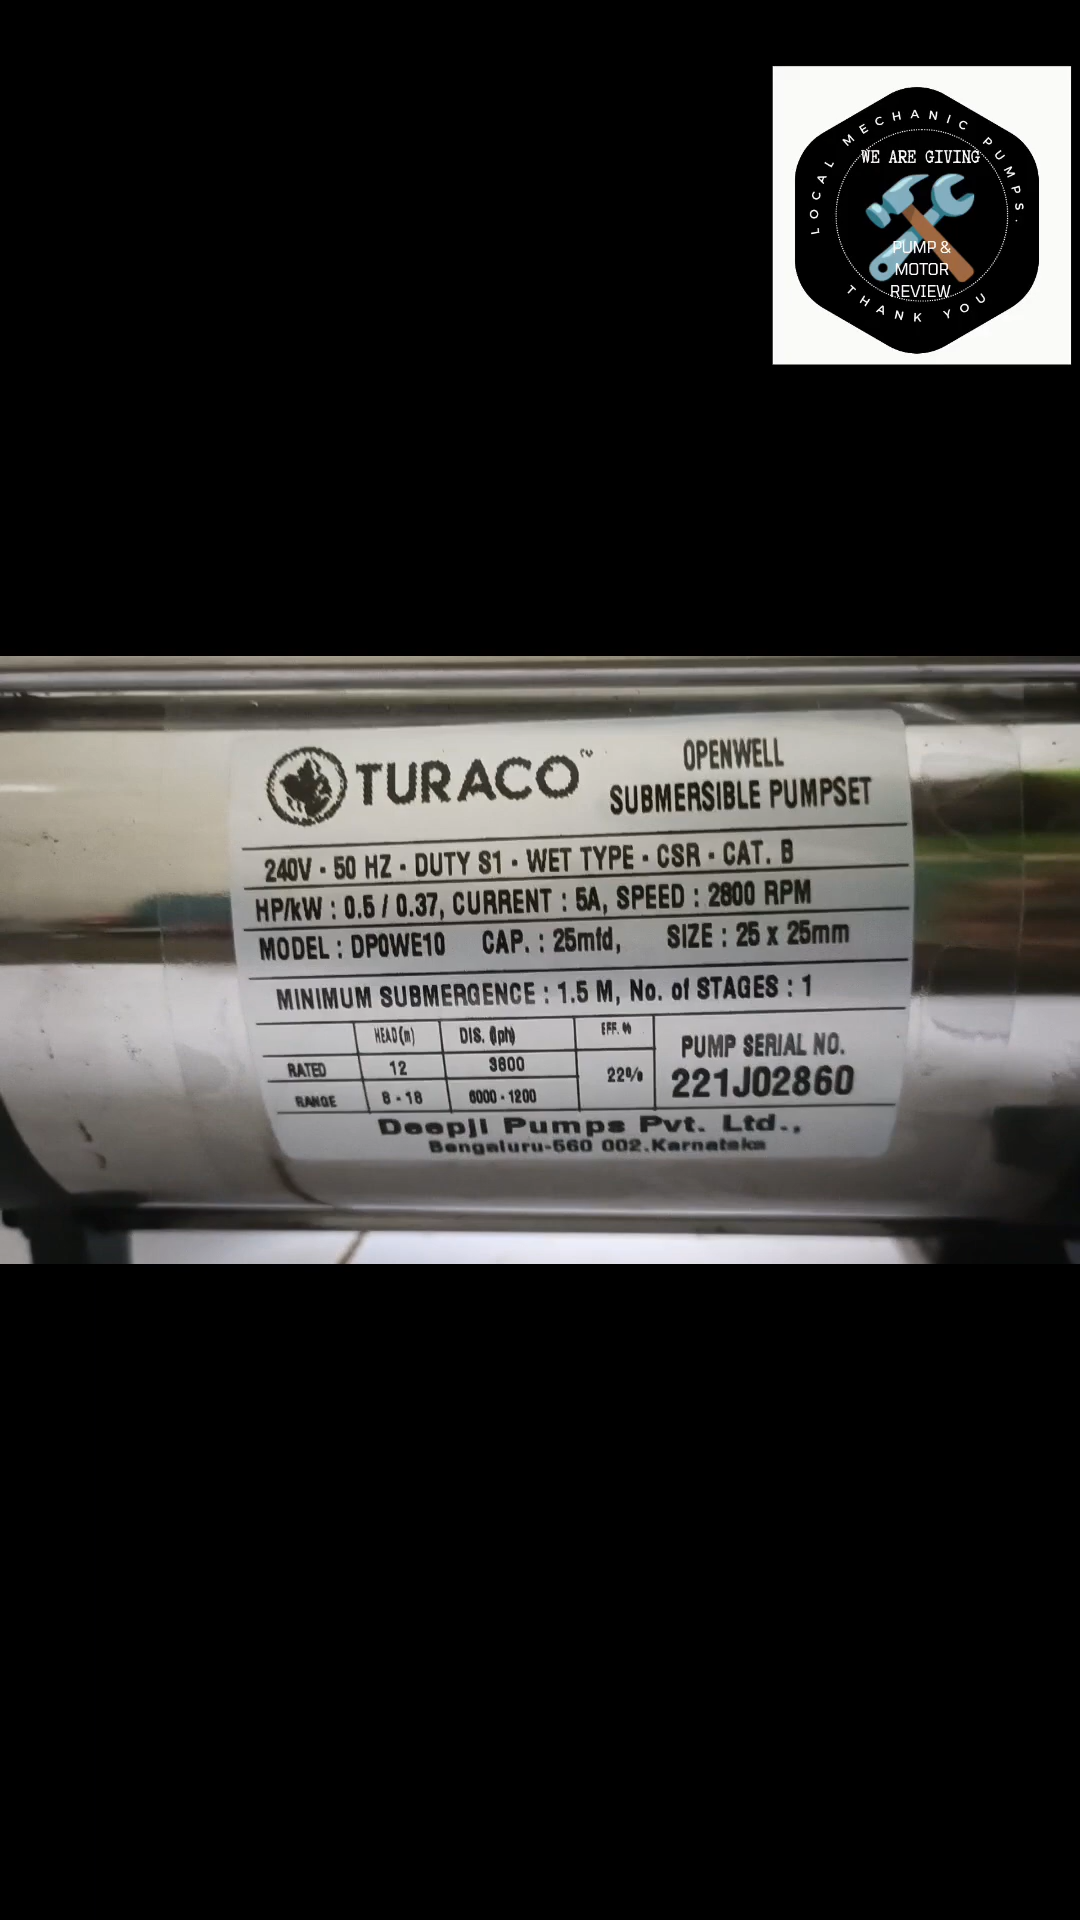 LOCAL MECHANIC PUMPS.
WE ARE GIVING
PUMP &
MOTOR
REVIEW
THANK YOU
TURACO™
OPENWELL
SUBMERSIBLE PUMPSET
240V - 50 HZ - DUTY S1 - WET TYPE - CSR - CAT. B
HP/kW : 0.5 / 0.37, CURRENT : 5A, SPEED : 2800 RPM
MODEL : DPOWE10 CAP. : 25mfd, SIZE : 25 x 25mm
MINIMUM SUBMERGENCE : 1.5 M, No. of STAGES : 1
HEAD(m) DIS. (lph) EFF. %
RATED 12 3600 22%
RANGE 8 - 18 6000 - 1200
PUMP SERIAL NO.
221J02860
Deepji Pumps Pvt. Ltd.,
Bengaluru-560 002.Karnataka